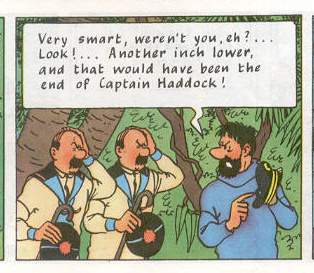 Very smart, weren't you, eh?...
Look!... Another inch lower,
and that would have been the
end of Captain Haddock!